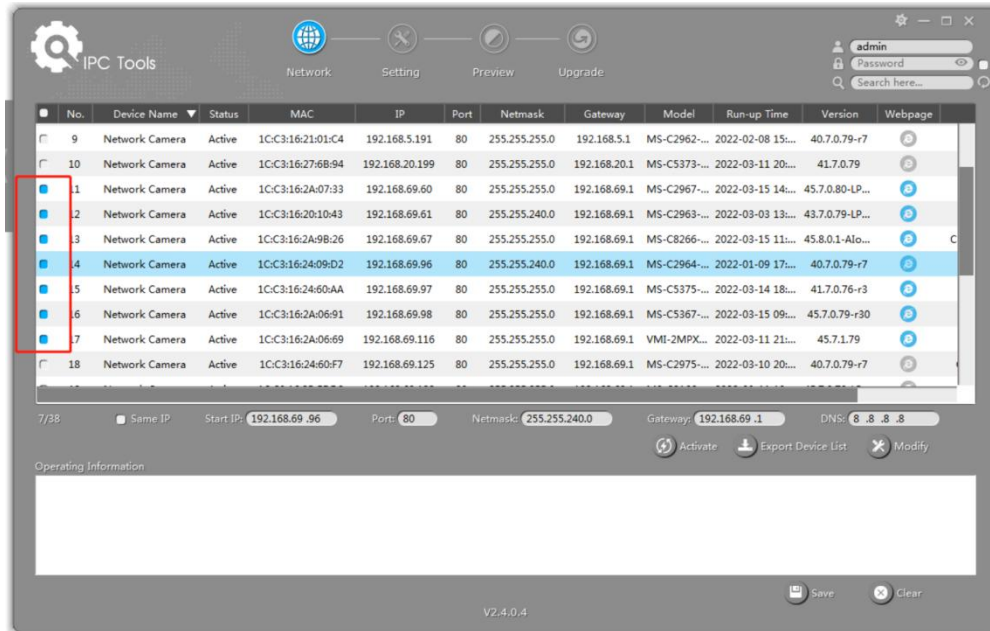 IPC Tools
Network Setting Preview Upgrade
admin
Password
Search here...
No. Device Name ▼ Status MAC IP Port Netmask Gateway Model Run-up Time Version Webpage
9 Network Camera Active 1C:C3:16:21:01:C4 192.168.5.191 80 255.255.255.0 192.168.5.1 MS-C2962-... 2022-02-08 15:... 40.7.0.79-r7
10 Network Camera Active 1C:C3:16:27:6B:94 192.168.20.199 80 255.255.255.0 192.168.20.1 MS-C5373-... 2022-03-11 20:... 41.7.0.79
11 Network Camera Active 1C:C3:16:2A:07:33 192.168.69.60 80 255.255.255.0 192.168.69.1 MS-C2967-... 2022-03-15 14:... 45.7.0.80-LP...
12 Network Camera Active 1C:C3:16:20:10:43 192.168.69.61 80 255.255.240.0 192.168.69.1 MS-C2963-... 2022-03-03 13:... 43.7.0.79-LP...
13 Network Camera Active 1C:C3:16:2A:9B:26 192.168.69.67 80 255.255.255.0 192.168.69.1 MS-C8266-... 2022-03-15 11:... 45.8.0.1-AIo... C
14 Network Camera Active 1C:C3:16:24:09:D2 192.168.69.96 80 255.255.240.0 192.168.69.1 MS-C2964-... 2022-01-09 17:... 40.7.0.79-r7
15 Network Camera Active 1C:C3:16:24:60:AA 192.168.69.97 80 255.255.255.0 192.168.69.1 MS-C5375-... 2022-03-14 18:... 41.7.0.76-r3
16 Network Camera Active 1C:C3:16:2A:06:91 192.168.69.98 80 255.255.255.0 192.168.69.1 MS-C5367-... 2022-03-15 09:... 45.7.0.79-r30
17 Network Camera Active 1C:C3:16:2A:06:69 192.168.69.116 80 255.255.255.0 192.168.69.1 VMI-2MPX... 2022-03-11 21:... 45.7.1.79
18 Network Camera Active 1C:C3:16:24:60:F7 192.168.69.125 80 255.255.255.0 192.168.69.1 MS-C2975-... 2022-03-10 20:... 40.7.0.79-r7
7/38 Same IP Start IP: 192.168.69 .96 Port: 80 Netmask: 255.255.240.0 Gateway: 192.168.69 .1 DNS: 8 .8 .8 .8
Activate Export Device List Modify
Operating Information
Save Clear
V2.4.0.4